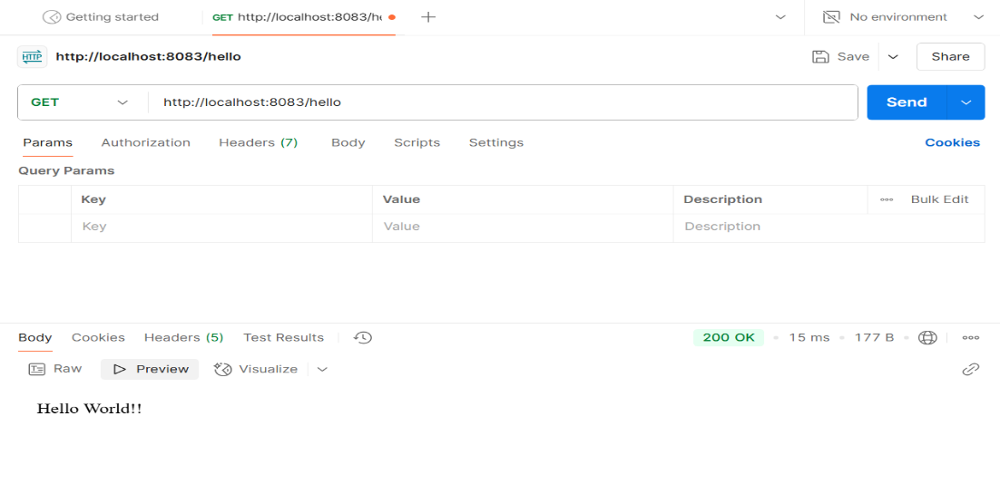 Getting started GET http://localhost:8083/he No environment
HTTP http://localhost:8083/hello Save Share
GET http://localhost:8083/hello Send
Params Authorization Headers (7) Body Scripts Settings Cookies
Query Params
Key Value Description Bulk Edit
Key Value Description
Body Cookies Headers (5) Test Results 200 OK 15 ms 177 B
Raw Preview Visualize
Hello World!!